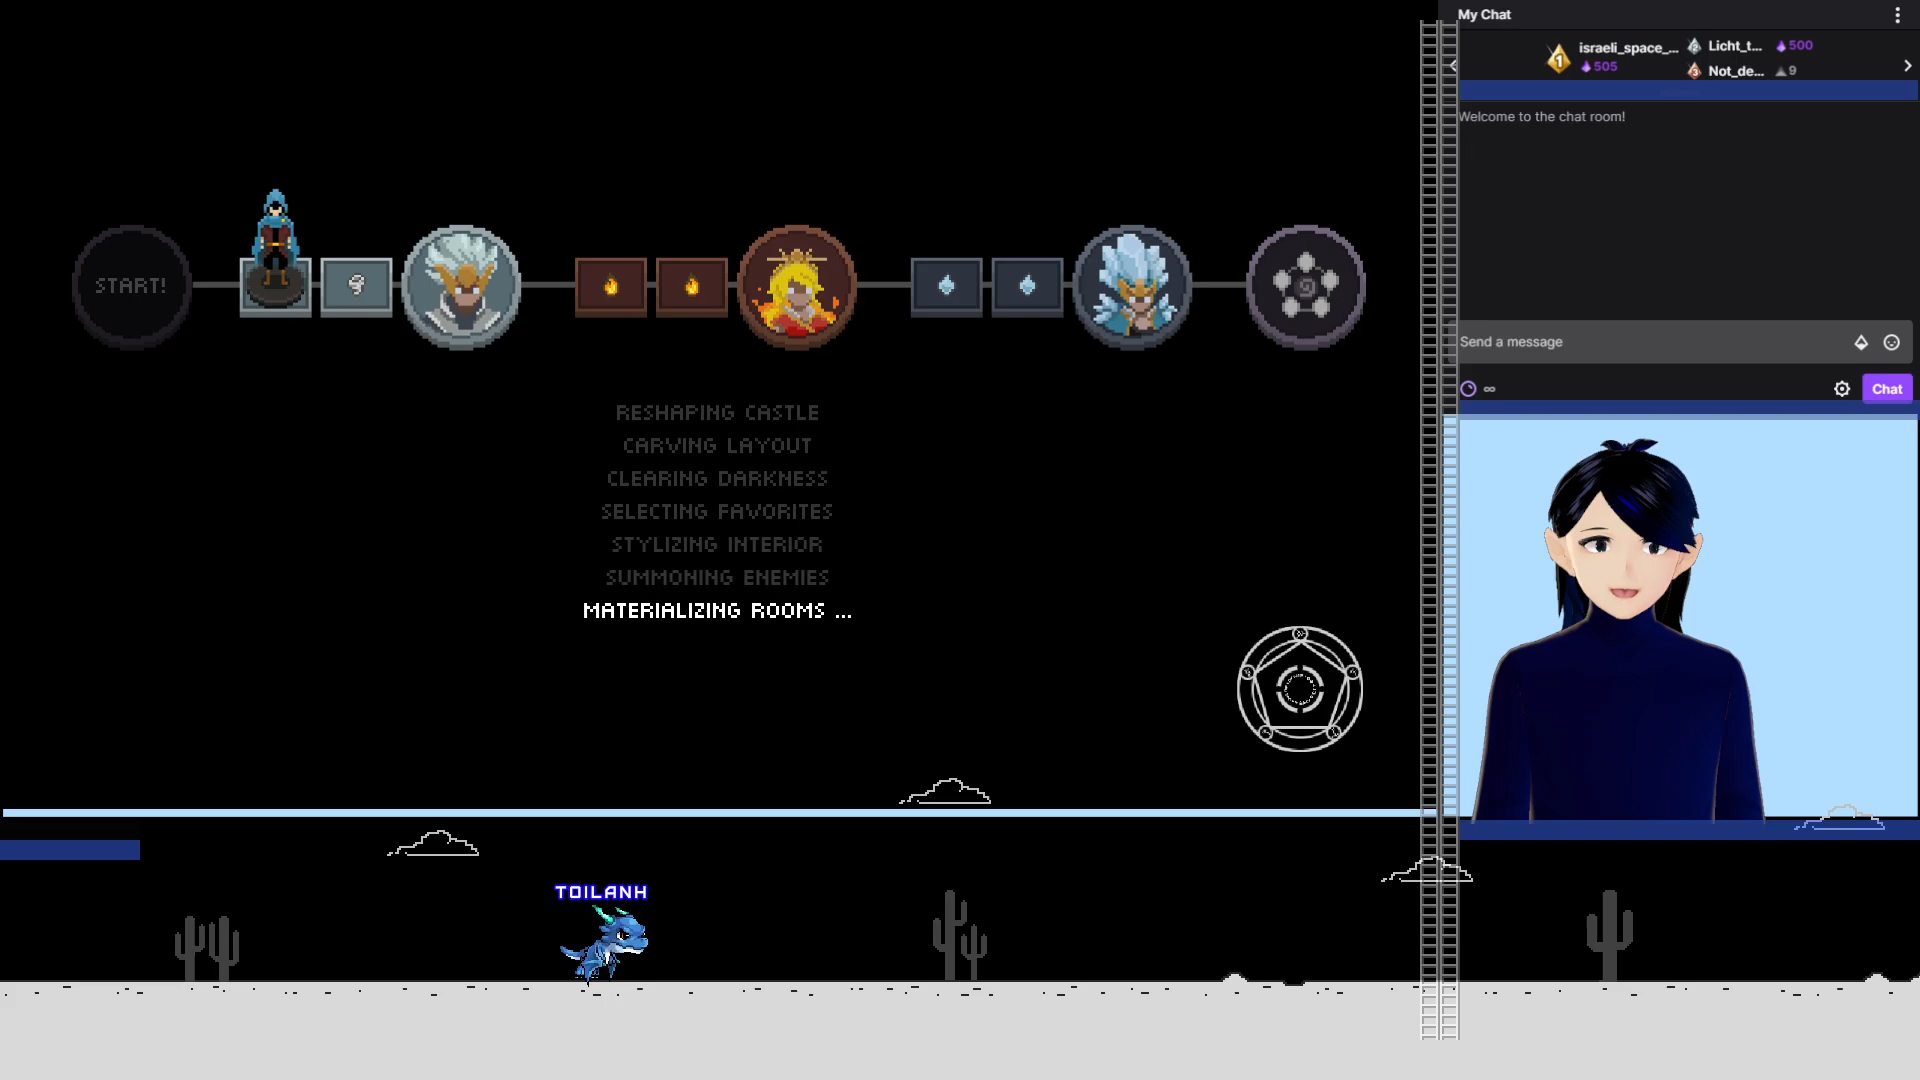 My Chat
israeli_space_...
505
Licht_t...
500
Not_de...
9
Welcome to the chat room!
START!
Send a message
∞
Chat
RESHAPING CASTLE
CARVING LAYOUT
CLEARING DARKNESS
SELECTING FAVORITES
STYLIZING INTERIOR
SUMMONING ENEMIES
MATERIALIZING ROOMS ...
TOILANH